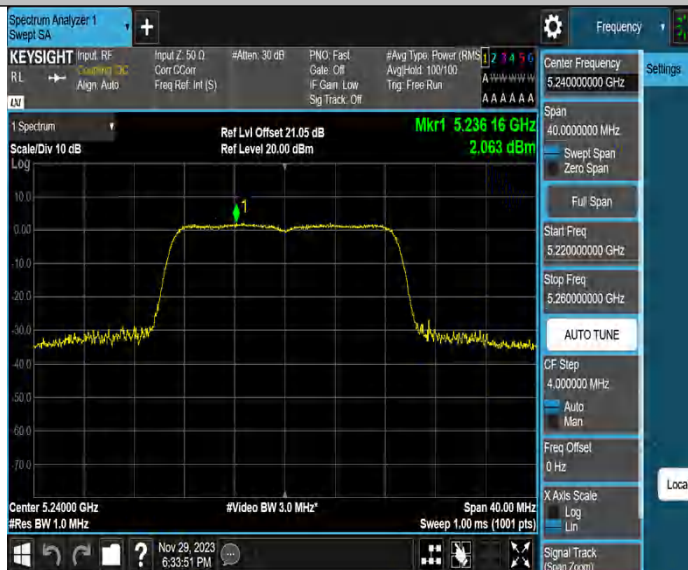 Spectrum Analyzer 1
Swept SA
+
Frequency
KEYSIGHT
Input: RF
Coupling: DC
Align: Auto
Input Z: 50 Ω
Corr CCorr
Freq Ref: Int (S)
#Atten: 30 dB
PNO: Fast
Gate: Off
IF Gain: Low
Sig Track: Off
#Avg Type: Power (RMS
Avg|Hold: 100/100
Trig: Free Run
1 2 3 4 5 6
A W W W W W
A A A A A A
RL
LXI
Center Frequency
5.240000000 GHz
Settings
Span
40.0000000 MHz
Swept Span
Zero Span
Full Span
Start Freq
5.220000000 GHz
Stop Freq
5.260000000 GHz
AUTO TUNE
CF Step
4.000000 MHz
Auto
Man
Freq Offset
0 Hz
X Axis Scale
Log
Lin
Signal Track
(Span Zoom)
Loca
1 Spectrum
Scale/Div 10 dB
Log
Ref Lvl Offset 21.05 dB
Ref Level 20.00 dBm
Mkr1 5.236 16 GHz
2.063 dBm
1
10.0
0.00
-10.0
-20.0
-30.0
-40.0
-50.0
-60.0
-70.0
Center 5.24000 GHz
#Res BW 1.0 MHz
#Video BW 3.0 MHz*
Span 40.00 MHz
Sweep 1.00 ms (1001 pts)
?
Nov 29, 2023
6:33:51 PM